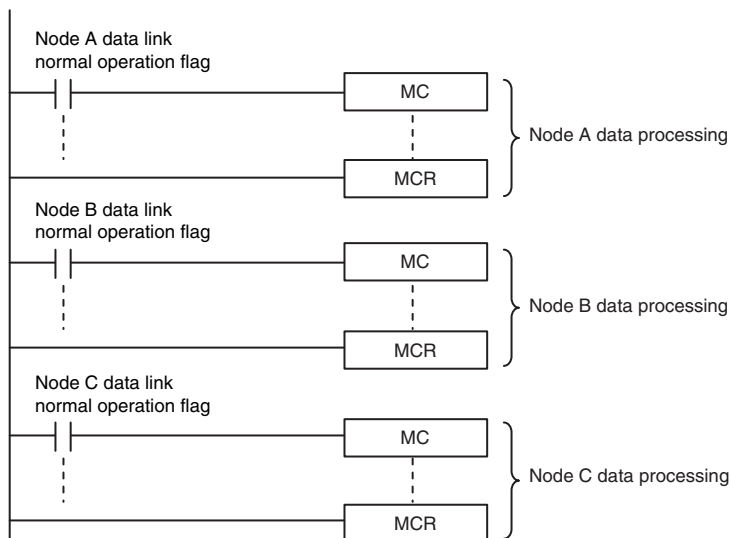 Node A data link
normal operation flag
MC
Node A data processing
MCR
Node B data link
normal operation flag
MC
Node B data processing
MCR
Node C data link
normal operation flag
MC
Node C data processing
MCR